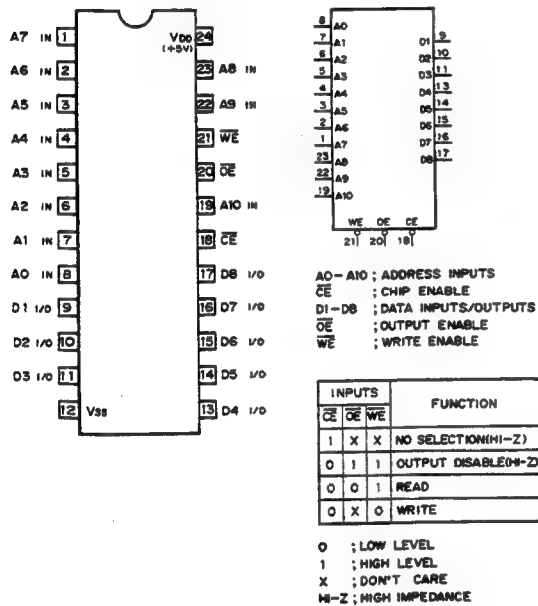 A7 IN 1
A6 IN 2
A5 IN 3
A4 IN 4
A3 IN 5
A2 IN 6
A1 IN 7
A0 IN 8
D1 I/O 9
D2 I/O 10
D3 I/O 11
12 Vss
VDD 24
(+5V)
23 A8 IN
22 A9 IN
21 WE
20 OE
19 A10 IN
18 CE
17 D8 I/O
16 D7 I/O
15 D6 I/O
14 D5 I/O
13 D4 I/O
8 A0
7 A1
6 A2
5 A3
4 A4
3 A5
2 A6
1 A7
23 A8
22 A9
19 A10
D1 9
D2 10
D3 11
D4 13
D5 14
D6 15
D7 16
D8 17
WE OE CE
21 20 18
A0-A10 ; ADDRESS INPUTS
CE ; CHIP ENABLE
D1-D8 ; DATA INPUTS/OUTPUTS
OE ; OUTPUT ENABLE
WE ; WRITE ENABLE
INPUTS FUNCTION
CE OE WE
1 X X NO SELECTION(HI-Z)
0 1 1 OUTPUT DISABLE(HI-Z)
0 0 1 READ
0 X 0 WRITE
0 ; LOW LEVEL
1 ; HIGH LEVEL
X ; DON'T CARE
HI-Z ; HIGH IMPEDANCE